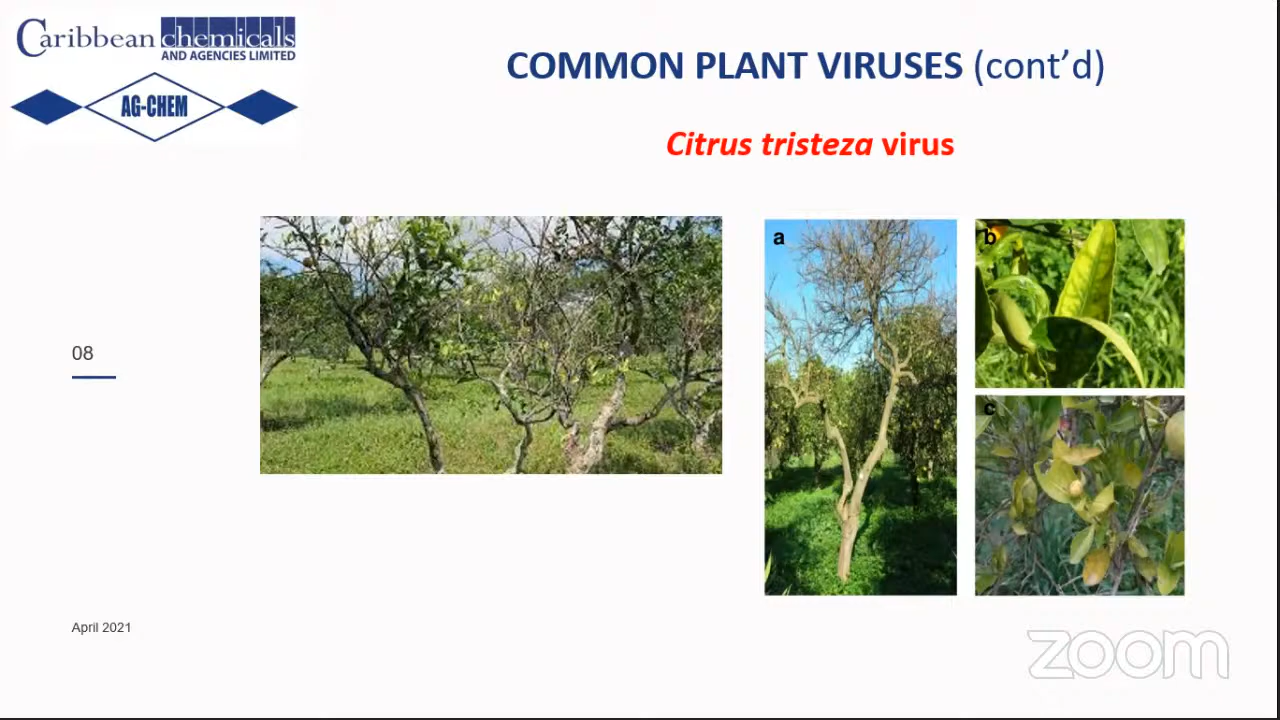 Caribbean chemicals
AND AGENCIES LIMITED
AG-CHEM
COMMON PLANT VIRUSES (cont’d)
Citrus tristeza virus
a
b
c
08
April 2021
zoom